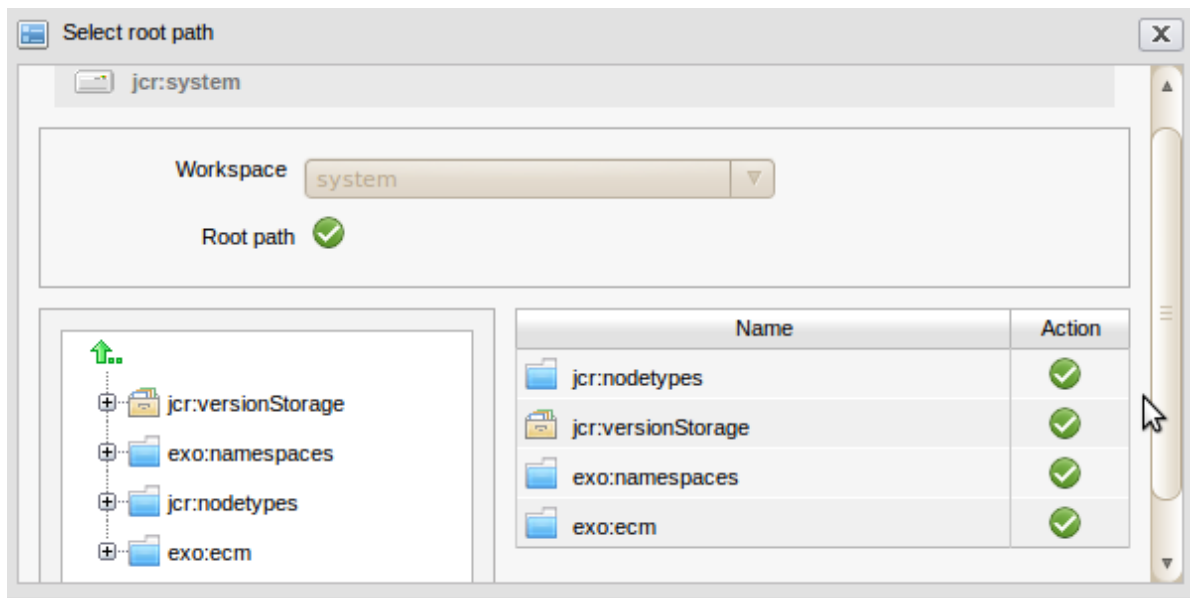 Select root path
jcr:system
Workspace system
Root path
Name Action
jcr:versionStorage
exo:namespaces
jcr:nodetypes
exo:ecm
jcr:nodetypes
jcr:versionStorage
exo:namespaces
exo:ecm